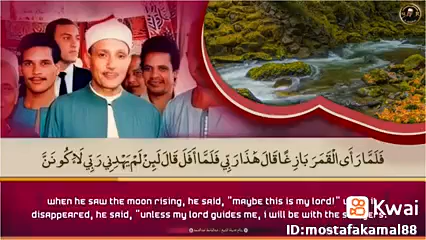 فَلَمَّا رَأَى الْقَمَرَ بَازِغًا قَالَ هَٰذَا رَبِّي فَلَمَّا أَفَلَ قَالَ لَئِن لَّمْ يَهْدِنِي رَبِّي لَأَكُونَنَّ
when he saw the moon rising, he said, "maybe this is my lord!"
disappeared, he said, "unless my lord guides me, i will be with the
Kwai
ID:mostafakamal88